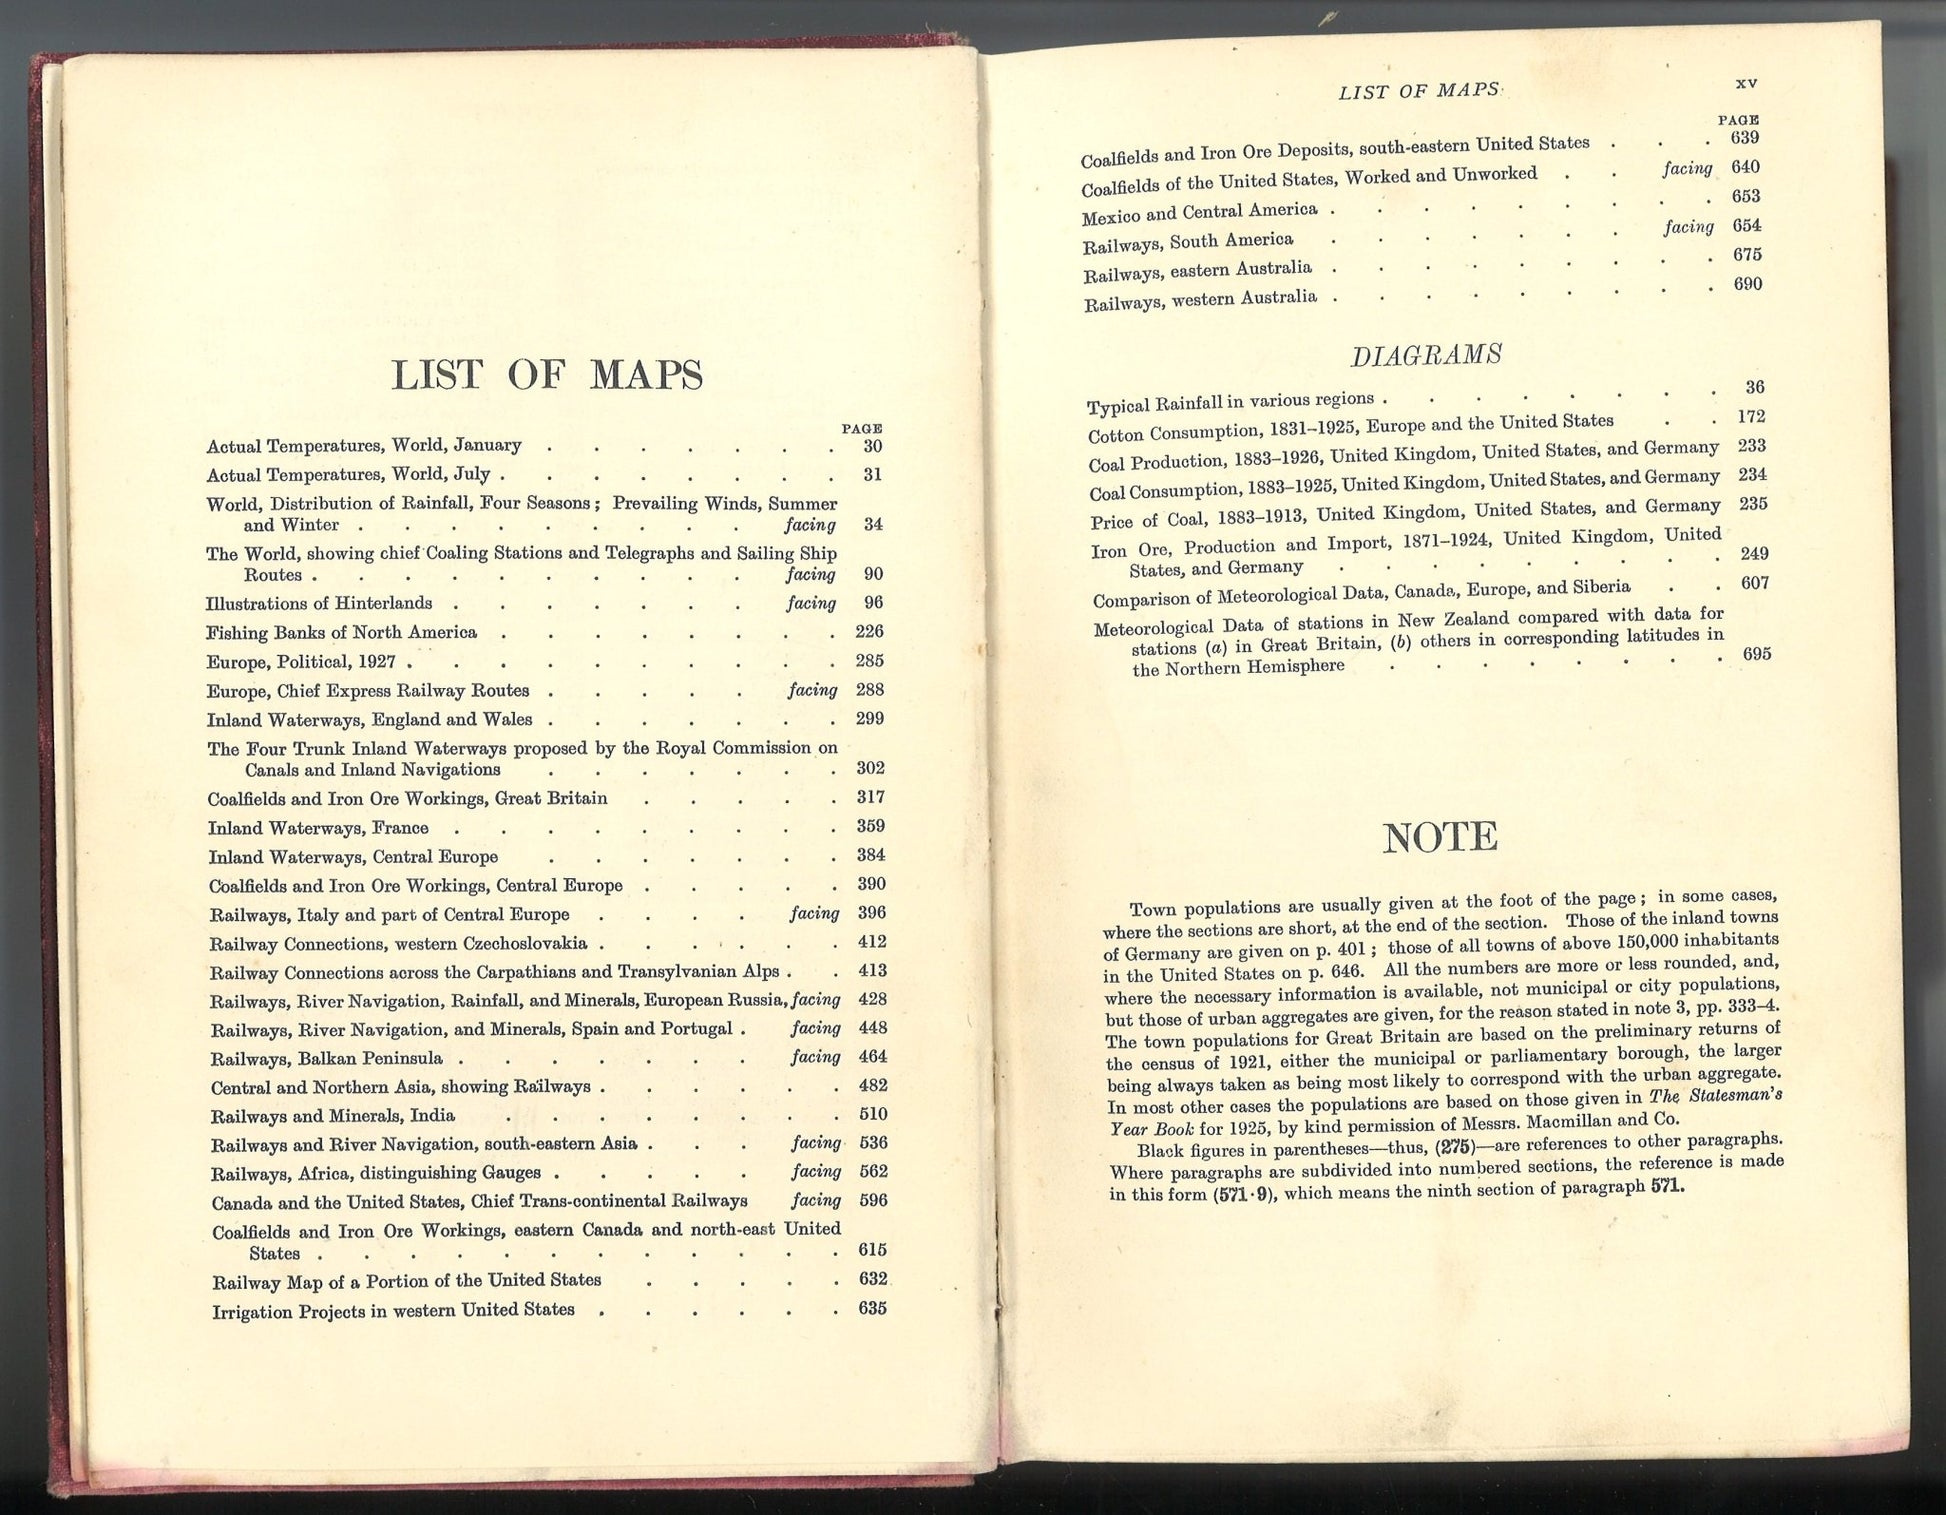 LIST OF MAPS
PAGE
Actual Temperatures, World, January . . . . . . . 30
Actual Temperatures, World, July . . . . . . . . 31
World, Distribution of Rainfall, Four Seasons; Prevailing Winds, Summer
and Winter . . . . . . . . . facing 34
The World, showing chief Coaling Stations and Telegraphs and Sailing Ship
Routes . . . . . . . . . . facing 90
Illustrations of Hinterlands . . . . . . . facing 96
Fishing Banks of North America . . . . . . . . 226
Europe, Political, 1927 . . . . . . . . . . 285
Europe, Chief Express Railway Routes . . . . . facing 288
Inland Waterways, England and Wales . . . . . . . 299
The Four Trunk Inland Waterways proposed by the Royal Commission on
Canals and Inland Navigations . . . . . . . 302
Coalfields and Iron Ore Workings, Great Britain . . . . . 317
Inland Waterways, France . . . . . . . . . 359
Inland Waterways, Central Europe . . . . . . . 384
Coalfields and Iron Ore Workings, Central Europe . . . . . 390
Railways, Italy and part of Central Europe . . . . facing 396
Railway Connections, western Czechoslovakia . . . . . . 412
Railway Connections across the Carpathians and Transylvanian Alps . . 413
Railways, River Navigation, Rainfall, and Minerals, European Russia, facing 428
Railways, River Navigation, and Minerals, Spain and Portugal . facing 448
Railways, Balkan Peninsula . . . . . . . facing 464
Central and Northern Asia, showing Railways . . . . . . 482
Railways and Minerals, India . . . . . . . . 510
Railways and River Navigation, south-eastern Asia . . . facing 536
Railways, Africa, distinguishing Gauges . . . . . facing 562
Canada and the United States, Chief Trans-continental Railways facing 596
Coalfields and Iron Ore Workings, eastern Canada and north-east United
States . . . . . . . . . . . . 615
Railway Map of a Portion of the United States . . . . . 632
Irrigation Projects in western United States . . . . . . 635
LIST OF MAPS xv
PAGE
Coalfields and Iron Ore Deposits, south-eastern United States . . . 639
Coalfields of the United States, Worked and Unworked . . facing 640
Mexico and Central America . . . . . . . . . 653
Railways, South America . . . . . . . facing 654
Railways, eastern Australia . . . . . . . . . 675
Railways, western Australia . . . . . . . . . 690
DIAGRAMS
Typical Rainfall in various regions . . . . . . . . 36
Cotton Consumption, 1831–1925, Europe and the United States . . 172
Coal Production, 1883–1926, United Kingdom, United States, and Germany 233
Coal Consumption, 1883–1925, United Kingdom, United States, and Germany 234
Price of Coal, 1883–1913, United Kingdom, United States, and Germany 235
Iron Ore, Production and Import, 1871–1924, United Kingdom, United
States, and Germany . . . . . . . . . 249
Comparison of Meteorological Data, Canada, Europe, and Siberia . . 607
Meteorological Data of stations in New Zealand compared with data for
stations (a) in Great Britain, (b) others in corresponding latitudes in
the Northern Hemisphere . . . . . . . . 695
NOTE
Town populations are usually given at the foot of the page; in some cases,
where the sections are short, at the end of the section. Those of the inland towns
of Germany are given on p. 401; those of all towns of above 150,000 inhabitants
in the United States on p. 646. All the numbers are more or less rounded, and,
where the necessary information is available, not municipal or city populations,
but those of urban aggregates are given, for the reason stated in note 3, pp. 333–4.
The town populations for Great Britain are based on the preliminary returns of
the census of 1921, either the municipal or parliamentary borough, the larger
being always taken as being most likely to correspond with the urban aggregate.
In most other cases the populations are based on those given in The Statesman's
Year Book for 1925, by kind permission of Messrs. Macmillan and Co.
Black figures in parentheses—thus, (275)—are references to other paragraphs.
Where paragraphs are subdivided into numbered sections, the reference is made
in this form (571·9), which means the ninth section of paragraph 571.